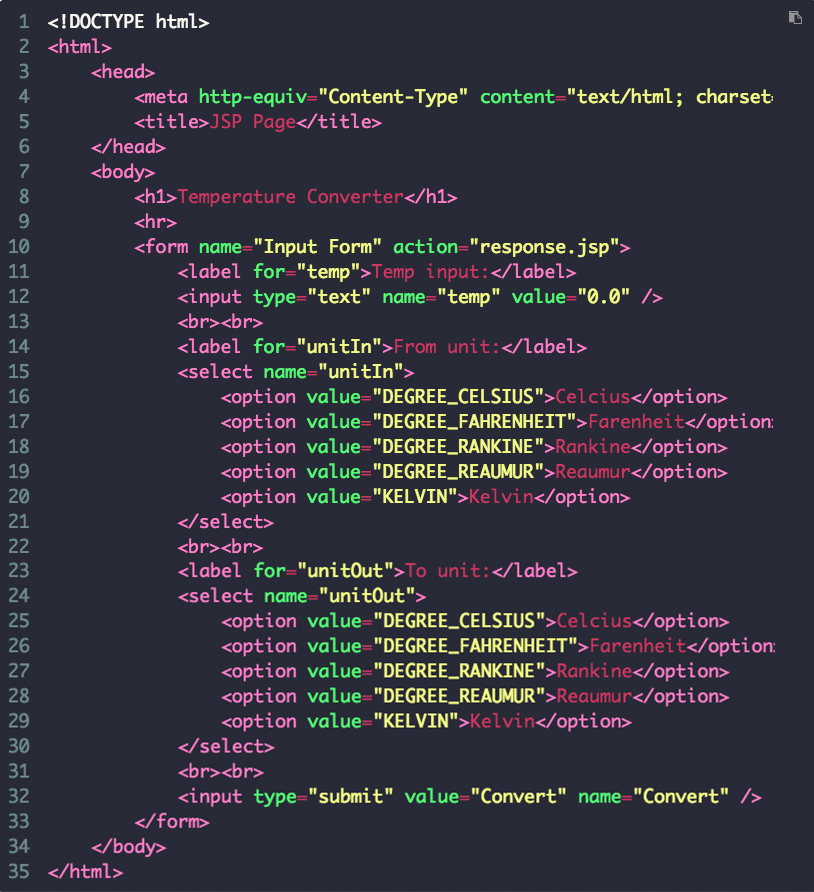 1 <!DOCTYPE html>
2 <html>
3     <head>
4         <meta http-equiv="Content-Type" content="text/html; charset=
5         <title>JSP Page</title>
6     </head>
7     <body>
8         <h1>Temperature Converter</h1>
9         <hr>
10         <form name="Input Form" action="response.jsp">
11             <label for="temp">Temp input:</label>
12             <input type="text" name="temp" value="0.0" />
13             <br><br>
14             <label for="unitIn">From unit:</label>
15             <select name="unitIn">
16                 <option value="DEGREE_CELSIUS">Celcius</option>
17                 <option value="DEGREE_FAHRENHEIT">Farenheit</option>
18                 <option value="DEGREE_RANKINE">Rankine</option>
19                 <option value="DEGREE_REAUMUR">Reaumur</option>
20                 <option value="KELVIN">Kelvin</option>
21             </select>
22             <br><br>
23             <label for="unitOut">To unit:</label>
24             <select name="unitOut">
25                 <option value="DEGREE_CELSIUS">Celcius</option>
26                 <option value="DEGREE_FAHRENHEIT">Farenheit</option>
27                 <option value="DEGREE_RANKINE">Rankine</option>
28                 <option value="DEGREE_REAUMUR">Reaumur</option>
29                 <option value="KELVIN">Kelvin</option>
30             </select>
31             <br><br>
32             <input type="submit" value="Convert" name="Convert" />
33         </form>
34     </body>
35 </html>